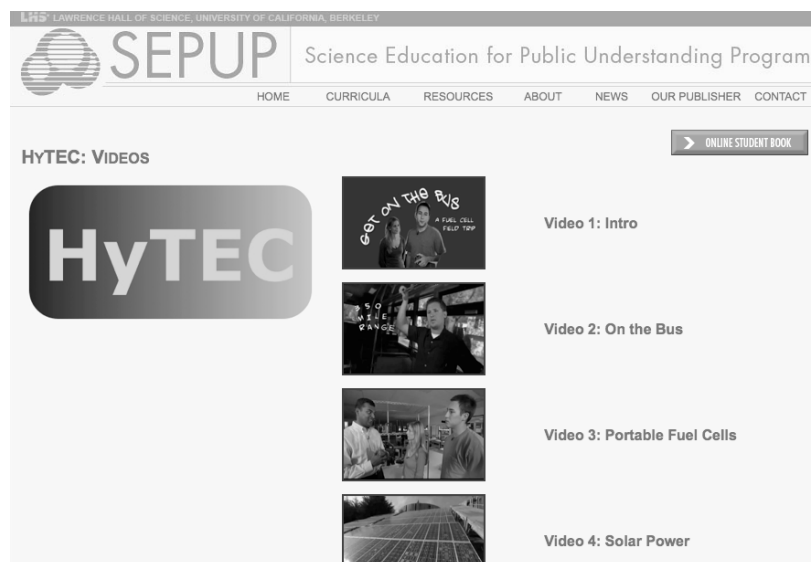 LHS LAWRENCE HALL OF SCIENCE, UNIVERSITY OF CALIFORNIA, BERKELEY
SEPUP Science Education for Public Understanding Program
HOME CURRICULA RESOURCES ABOUT NEWS OUR PUBLISHER CONTACT
ONLINE STUDENT BOOK
HYTEC: VIDEOS
HyTEC
GET ON THE BUS
A FUEL CELL
FIELD TRIP
Video 1: Intro
350
MILE
RANGE
Video 2: On the Bus
Video 3: Portable Fuel Cells
Video 4: Solar Power